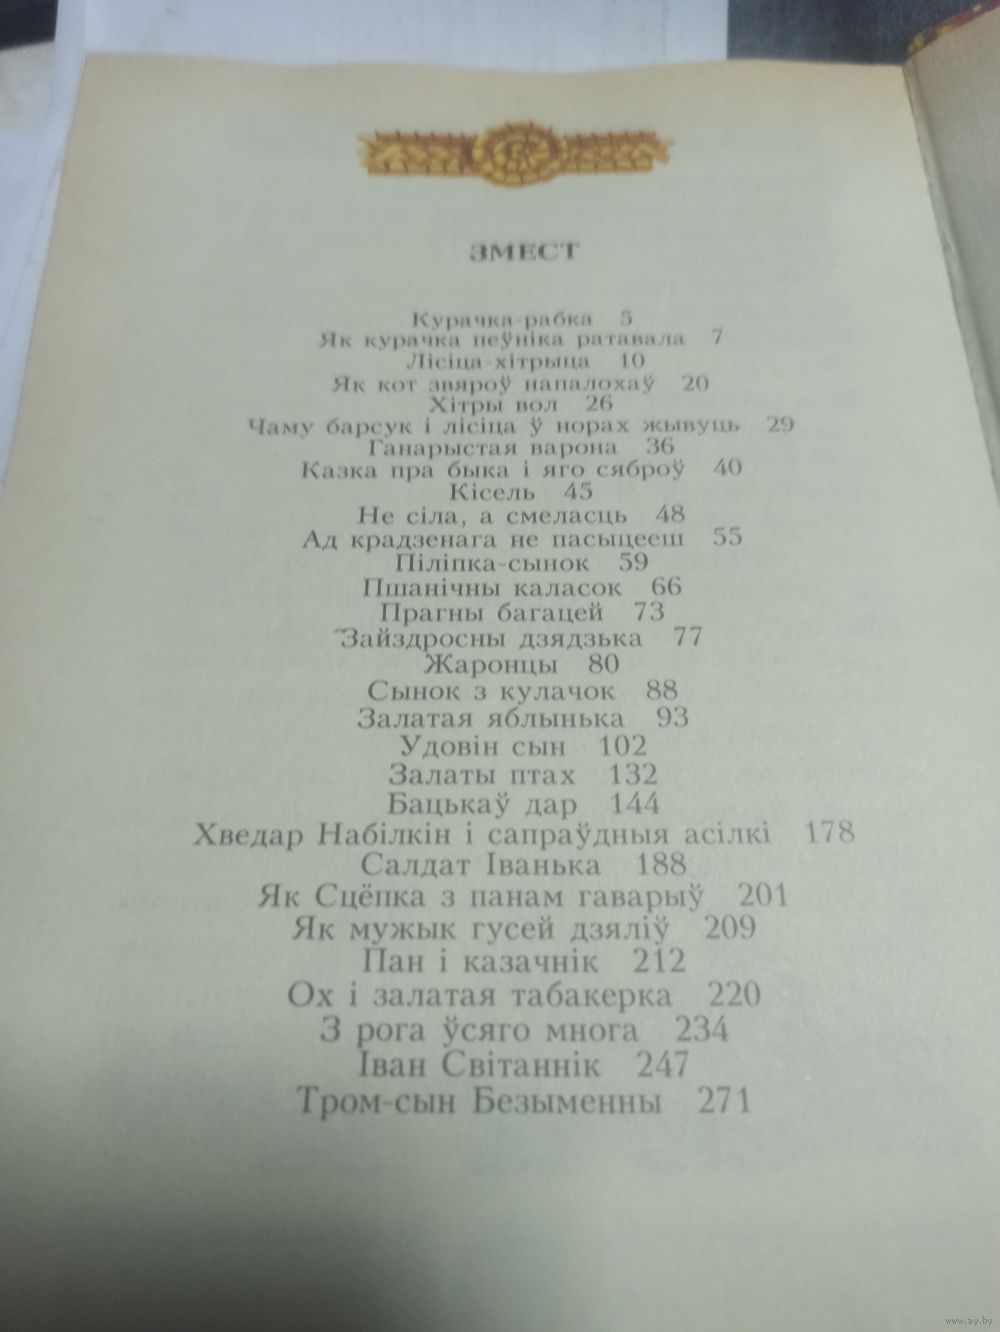 ЗМЕСТ
Курачка-рабка 5
Як курачка пеўніка ратавала 7
Лісіца-хітрыца 10
Як кот звяроў напалохаў 20
Хітры вол 26
Чаму барсук і лісіца ў норах жывуць 29
Ганарыстая варона 36
Казка пра быка і яго сяброў 40
Кісель 45
Не сіла, а смеласць 48
Ад крадзенага не пасыцееш 55
Піліпка-сынок 59
Пшанічны каласок 66
Прагны багацей 73
Зайздросны дзядзька 77
Жаронцы 80
Сынок з кулачок 88
Залатая яблынька 93
Удовін сын 102
Залаты птах 132
Бацькаў дар 144
Хведар Набілкін і сапраўдныя асілкі 178
Салдат Іванька 188
Як Сцёпка з панам гаварыў 201
Як мужык гусей дзяліў 209
Пан і казачнік 212
Ох і залатая табакерка 220
З рога ўсяго многа 234
Іван Світаннік 247
Тром-сын Безыменны 271
www.ay.by